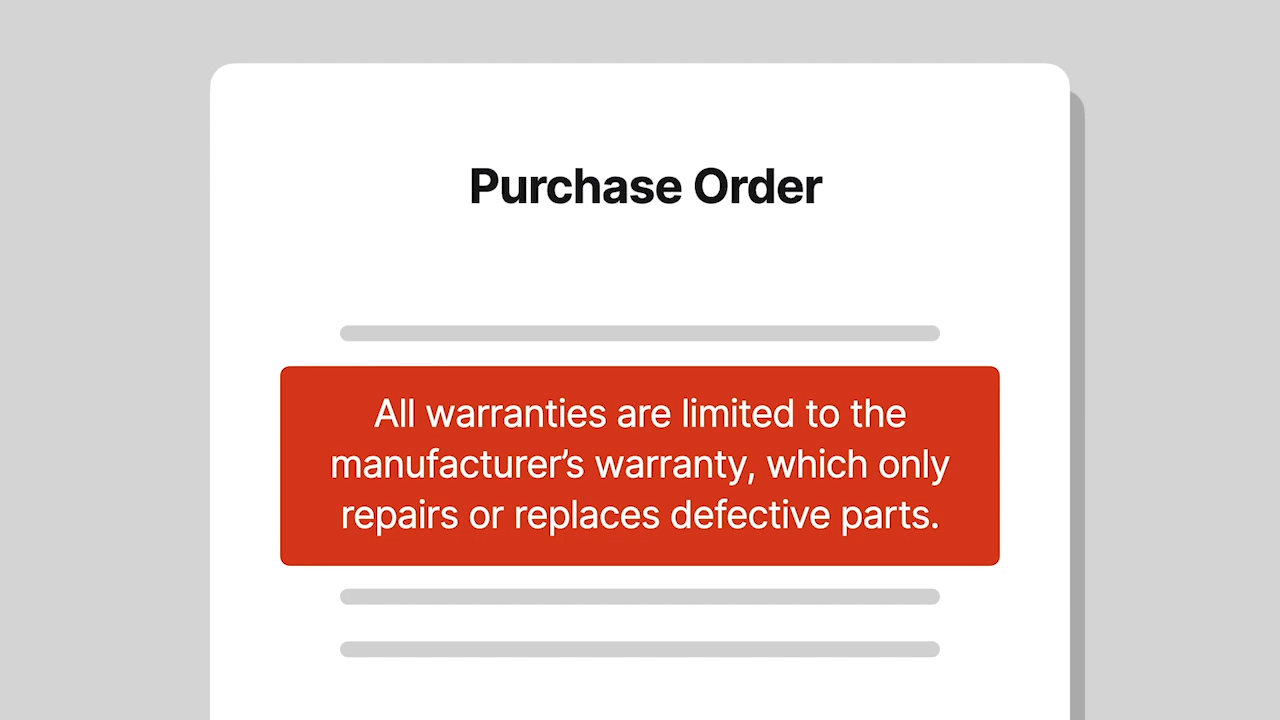 Purchase Order
All warranties are limited to the
manufacturer’s warranty, which only
repairs or replaces defective parts.